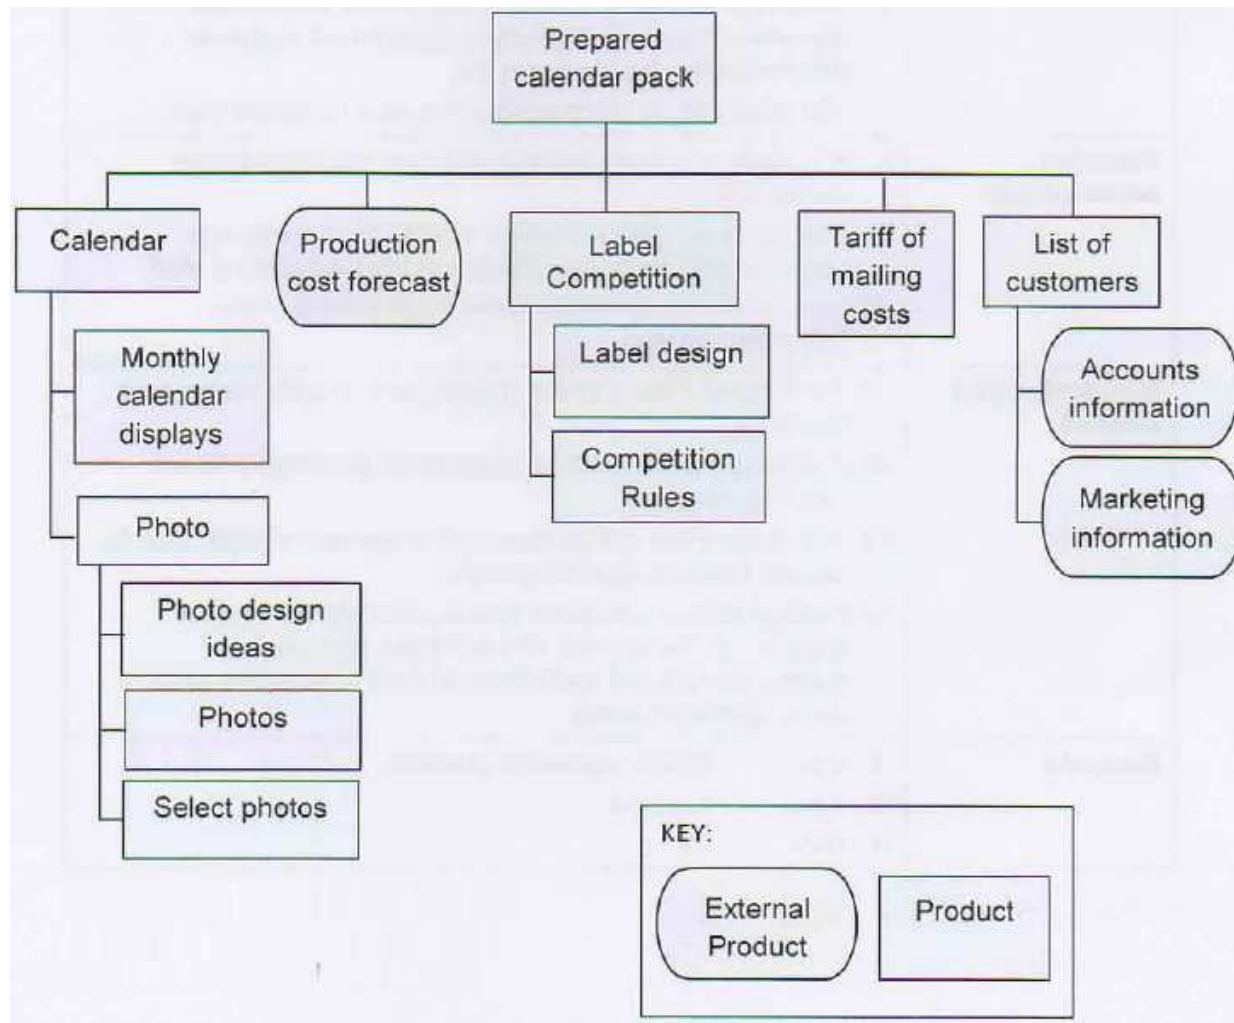 Prepared
calendar pack
Calendar
Production
cost forecast
Label
Competition
Tariff of
mailing
costs
List of
customers
Monthly
calendar
displays
Photo
Photo design
ideas
Photos
Select photos
Label design
Competition
Rules
Accounts
information
Marketing
information
KEY:
External
Product
Product